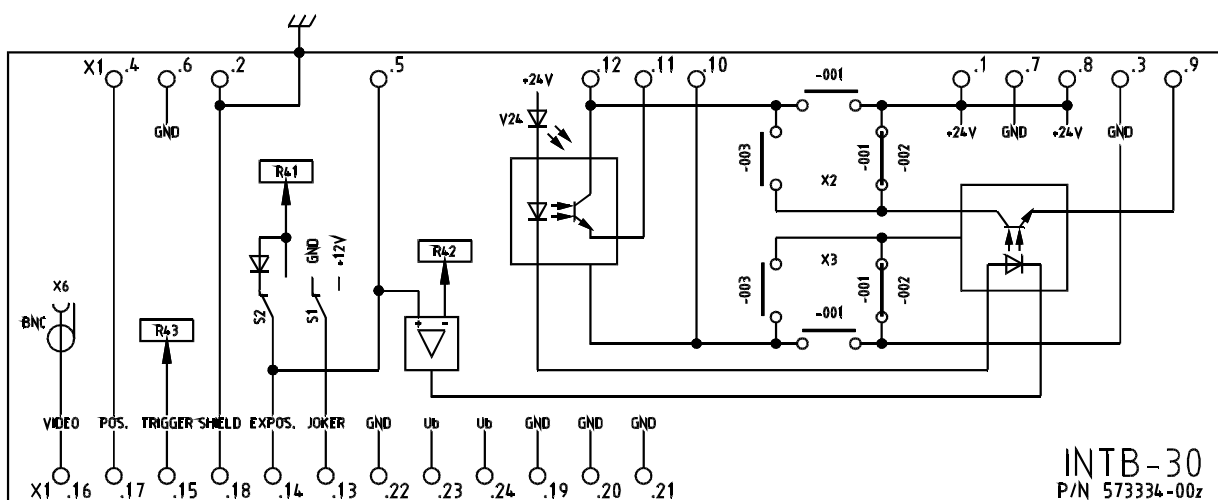 X1 .4 .6 .2 .5 .12 .11 .10 .1 .7 .8 .3 .9
-001
+24V
V24
GND
+24V GND +24V GND
-003 X2 -001 -002
R41
GND
+12V
R42
X3
-003 -001 -002
X6
BNC
R43
S2 S1
+ -
-001
VIDEO POS. TRIGGER SHIELD EXPOS. JOKER GND Ub Ub GND GND GND
X1 .16 .17 .15 .18 .14 .13 .22 .23 .24 .19 .20 .21
INTB-30
P/N 573334-00z